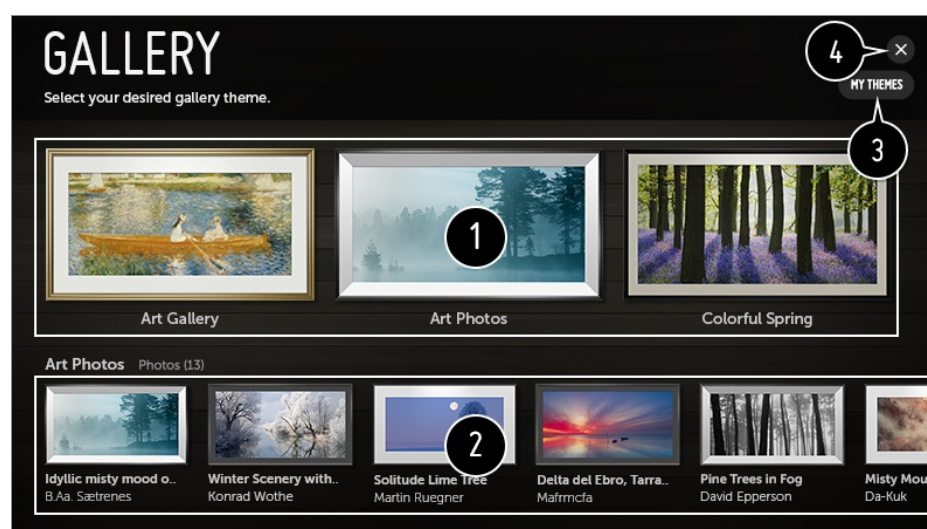 GALLERY
Select your desired gallery theme.
4
×
MY THEMES
3
1
Art Gallery
Art Photos
Colorful Spring
Art Photos Photos (13)
2
Idyllic misty mood o..
Winter Scenery with..
Solitude Lime Tree
Delta del Ebro, Tarra..
Pine Trees in Fog
Misty Mou
B.Aa. Sætrenes
Konrad Wothe
Martin Ruegner
Mafrmcfa
David Epperson
Da-Kuk